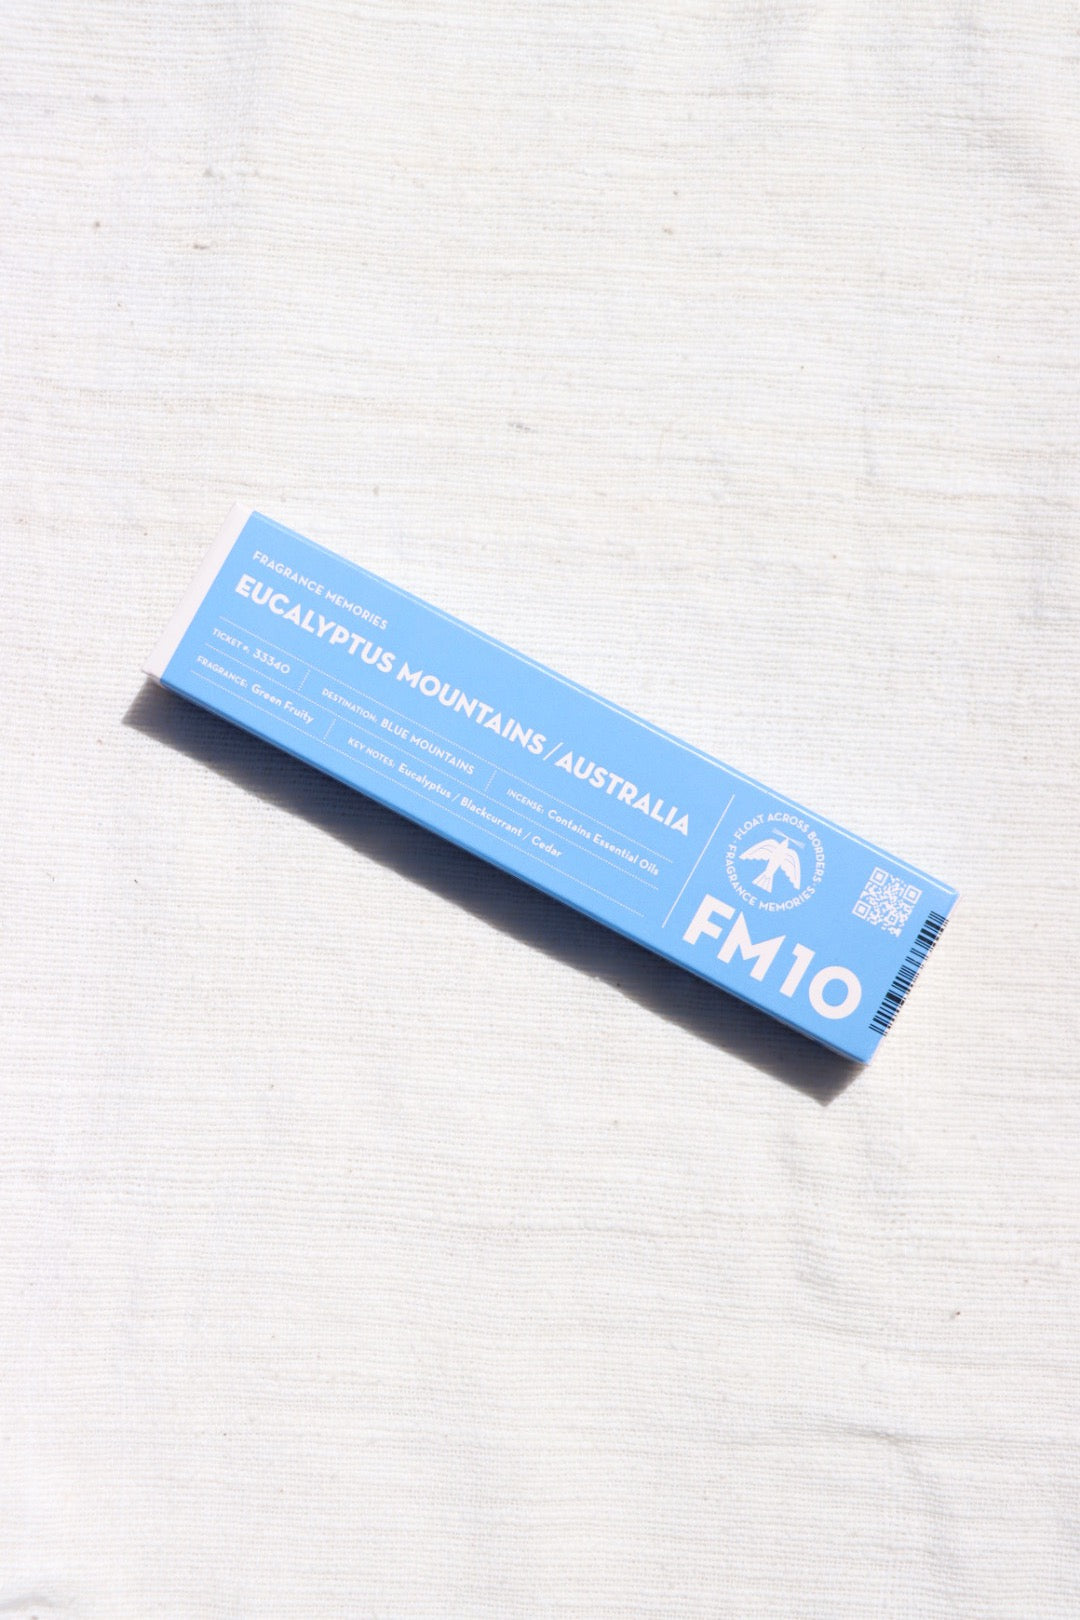 FRAGRANCE MEMORIES
EUCALYPTUS MOUNTAINS / AUSTRALIA
TICKET #. 33340 DESTINATION: BLUE MOUNTAINS INCENSE: Contains Essential Oils
FRAGRANCE: Green Fruity KEY NOTES: Eucalyptus / Blackcurrant / Cedar
·FLOAT ACROSS BORDERS·
FRAGRANCE MEMORIES
FM10